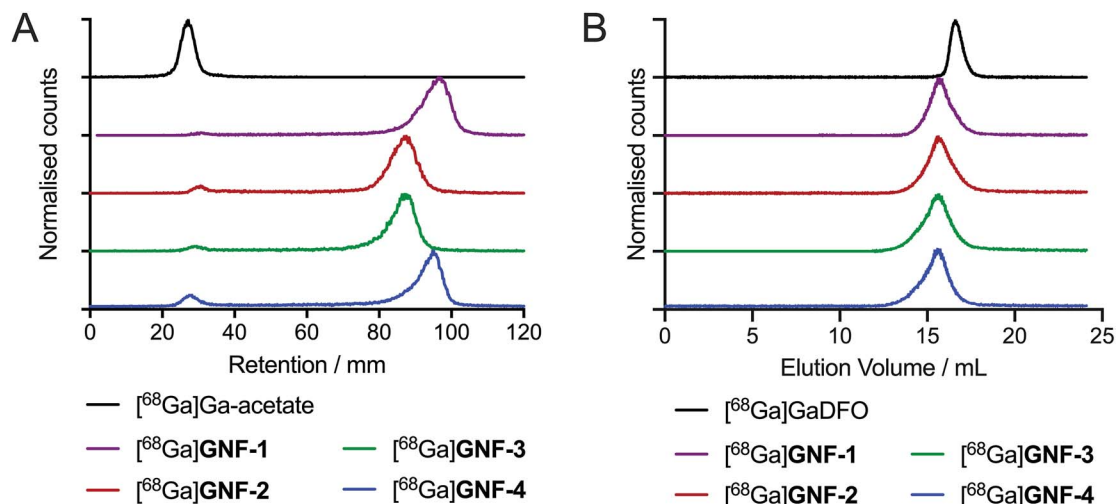 A
Normalised counts
0 20 40 60 80 100 120
Retention / mm
[⁶⁸Ga]Ga-acetate
[⁶⁸Ga]GNF-1 [⁶⁸Ga]GNF-3
[⁶⁸Ga]GNF-2 [⁶⁸Ga]GNF-4
B
Normalised counts
0 5 10 15 20 25
Elution Volume / mL
[⁶⁸Ga]GaDFO
[⁶⁸Ga]GNF-1 [⁶⁸Ga]GNF-3
[⁶⁸Ga]GNF-2 [⁶⁸Ga]GNF-4